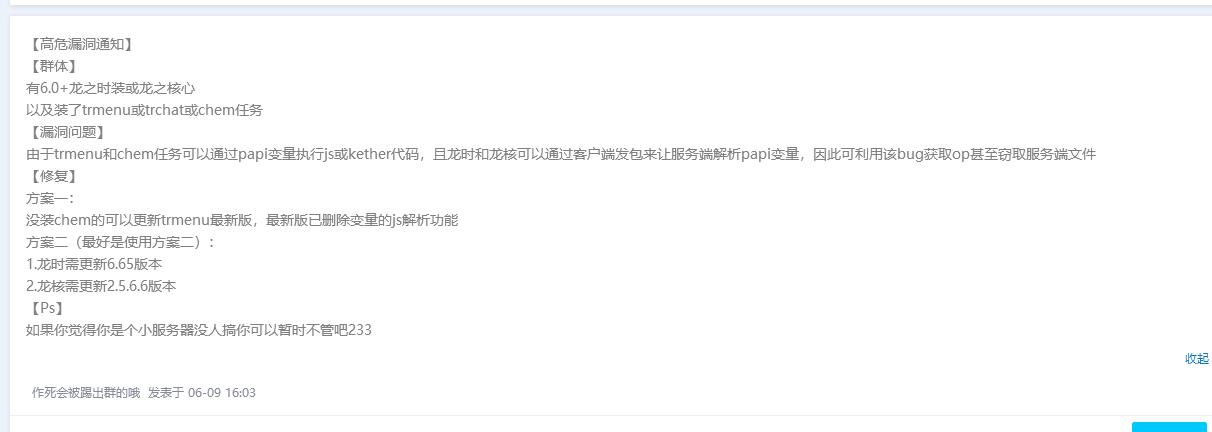 【高危漏洞通知】
【群体】
有6.0+龙之时装或龙之核心
以及装了trmenu或trchat或chem任务
【漏洞问题】
由于trmenu和chem任务可以通过papi变量执行js或kether代码，且龙时和龙核可以通过客户端发包来让服务端解析papi变量，因此可利用该bug获取op甚至窃取服务端文件
【修复】
方案一：
没装chem的可以更新trmenu最新版，最新版已删除变量的js解析功能
方案二（最好是使用方案二）：
1.龙时需更新6.65版本
2.龙核需更新2.5.6.6版本
【Ps】
如果你觉得你是个小服务器没人搞你可以暂时不管吧233
收起
作死会被踢出群的哦 发表于 06-09 16:03